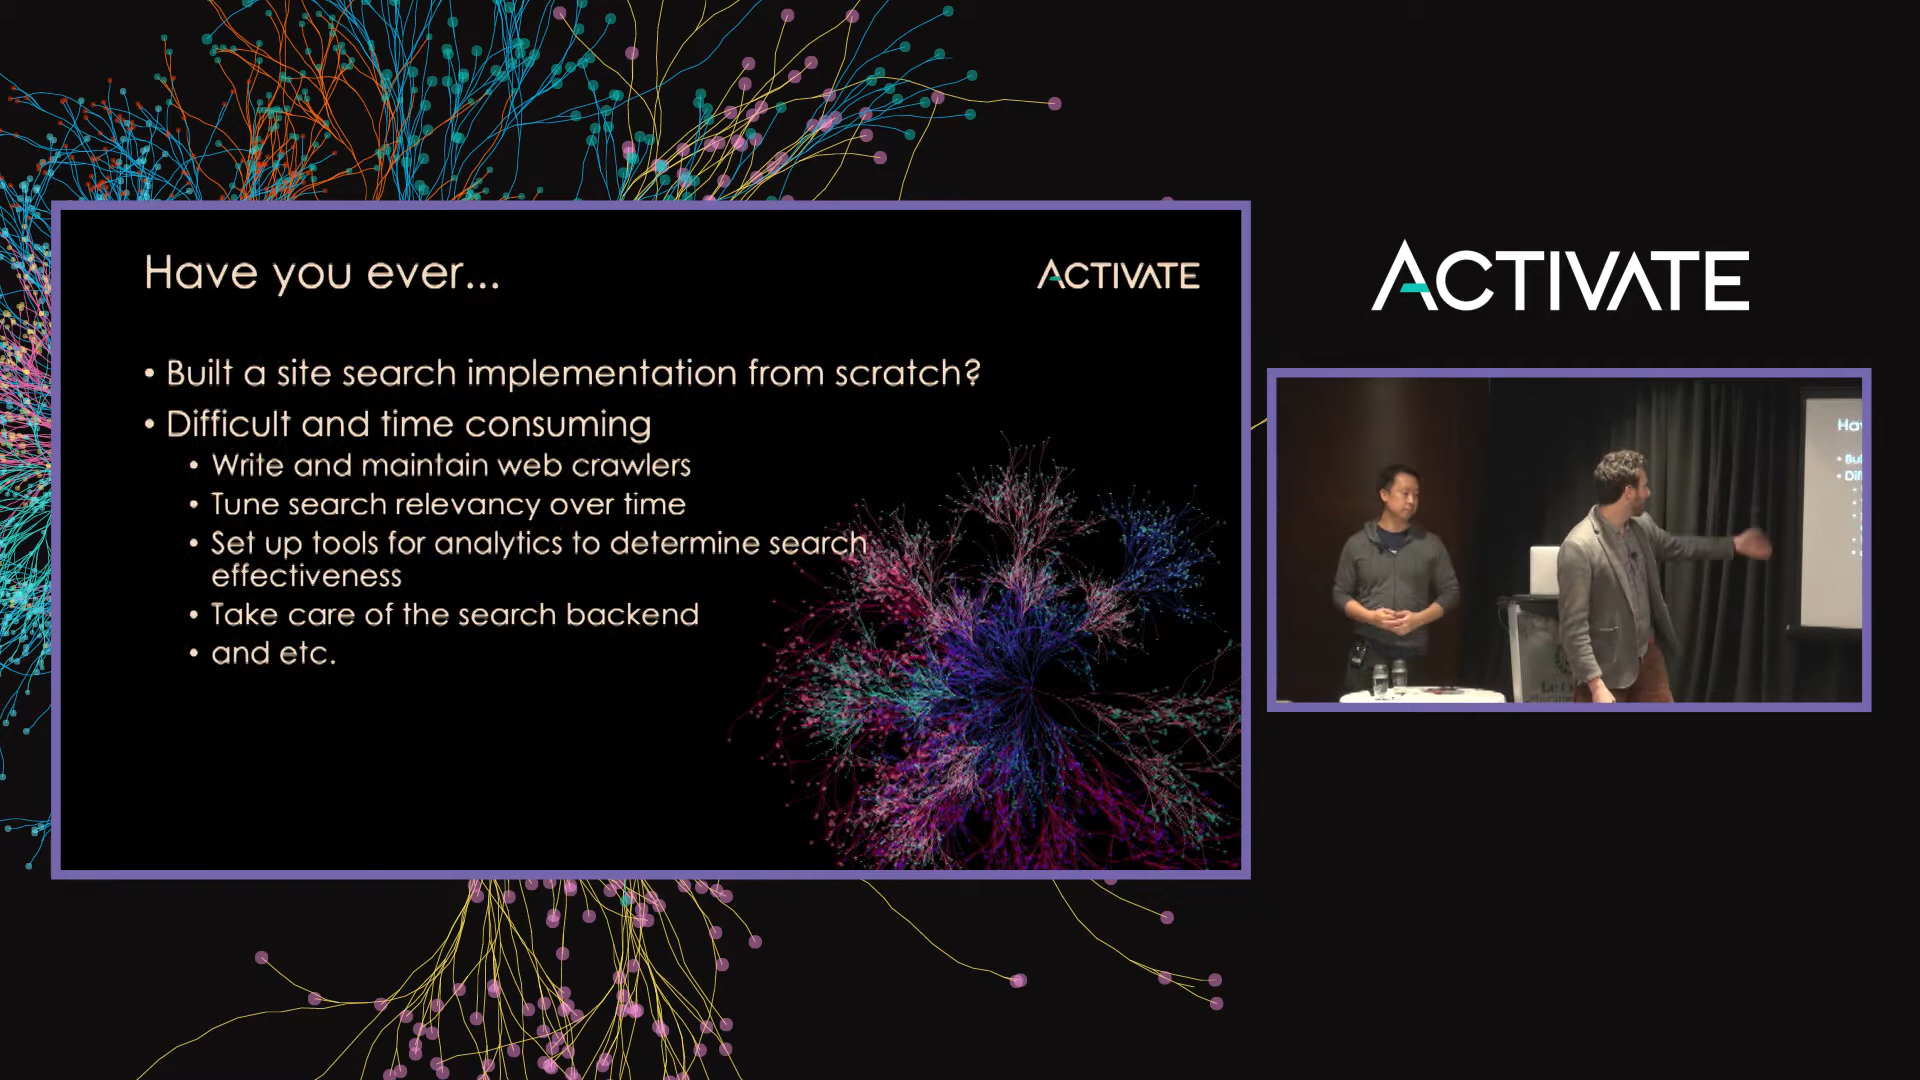 Have you ever...
ACTIVATE
• Built a site search implementation from scratch?
• Difficult and time consuming
• Write and maintain web crawlers
• Tune search relevancy over time
• Set up tools for analytics to determine search
effectiveness
• Take care of the search backend
• and etc.
ACTIVATE